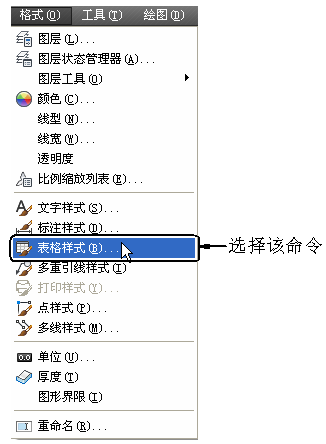 格式(O) 工具(T) 绘图(D)
图层(L)...
图层状态管理器(A)...
图层工具(O)
颜色(C)...
线型(N)...
线宽(W)...
透明度
比例缩放列表(E)...
文字样式(S)...
标注样式(D)...
表格样式(B)... 选择该命令
多重引线样式(I)
打印样式(Y)...
点样式(P)...
多线样式(M)...
0.0 单位(U)...
厚度(T)
图形界限(I)
重命名(R)...